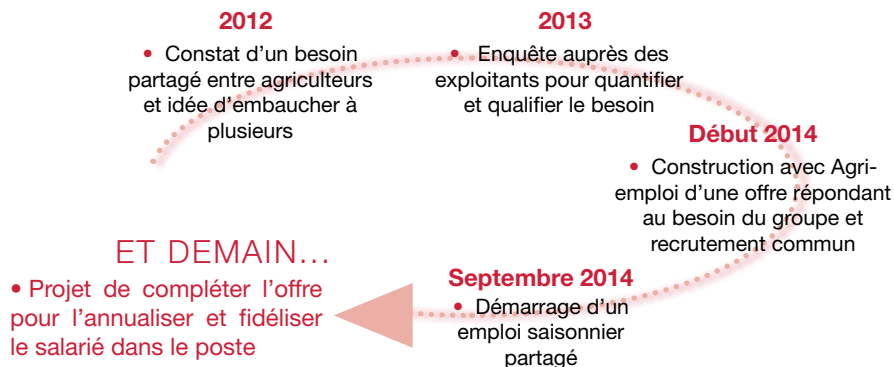 2012
• Constat d’un besoin
partagé entre agriculteurs
et idée d’embaucher à
plusieurs
2013
• Enquête auprès des
exploitants pour quantifier
et qualifier le besoin
Début 2014
• Construction avec Agri-
emploi d’une offre répondant
au besoin du groupe et
recrutement commun
Septembre 2014
• Démarrage d’un
emploi saisonnier
partagé
ET DEMAIN...
• Projet de compléter l’offre
pour l’annualiser et fidéliser
le salarié dans le poste